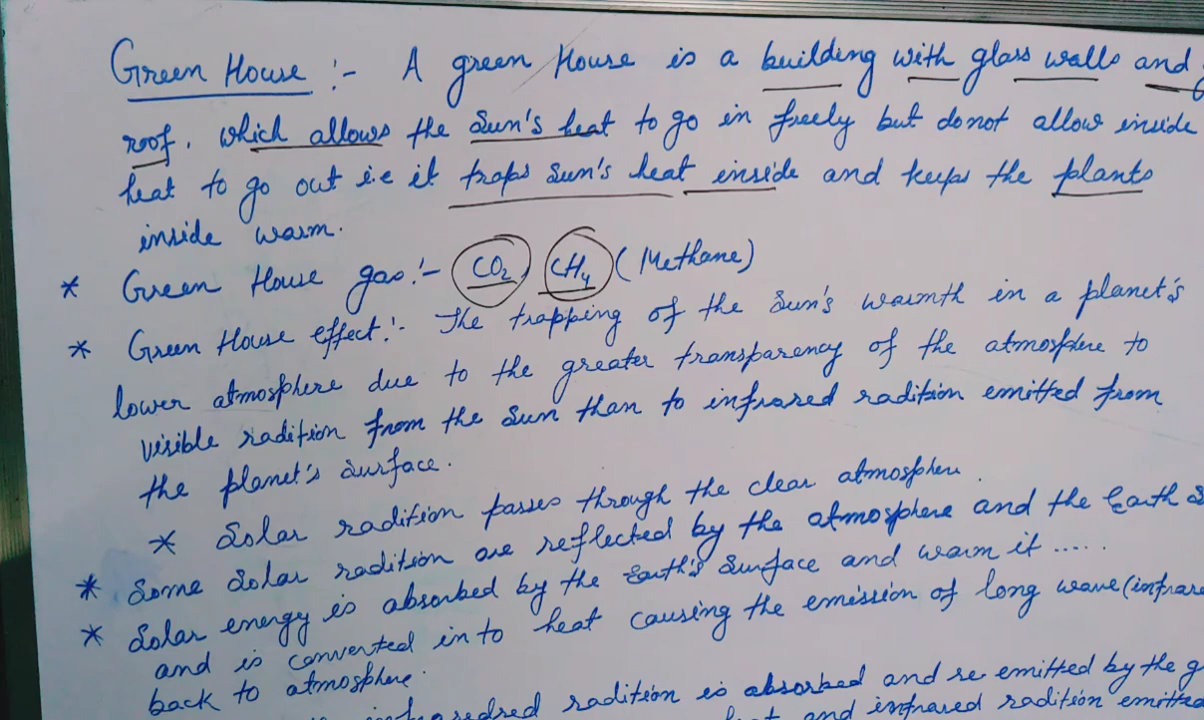 Green House :- A green House is a building with glass walls and
roof. which allows the Sun's heat to go in freely but donot allow inside
heat to go out i.e it traps Sun's heat inside and keeps the plants
inside warm.
* Green House gas :- CO2, CH4 (Methane)
* Green House effect :- The trapping of the Sun's warmth in a planet's
lower atmosphere due to the greater transparency of the atmosphere to
visible radition from the Sun than to infrared radition emitted from
the planet's Surface.
* Solar radition passes through the clear atmosphere.
* Some Solar radition are reflected by the atmosphere and the Earth S
* Solar energy is absorbed by the Earth's Surface and warm it .....
and is converted in to heat causing the emission of long wave (infrare
back to atmosphere.
radition is absorbed and re emitted by the g
and infrared radition emitte